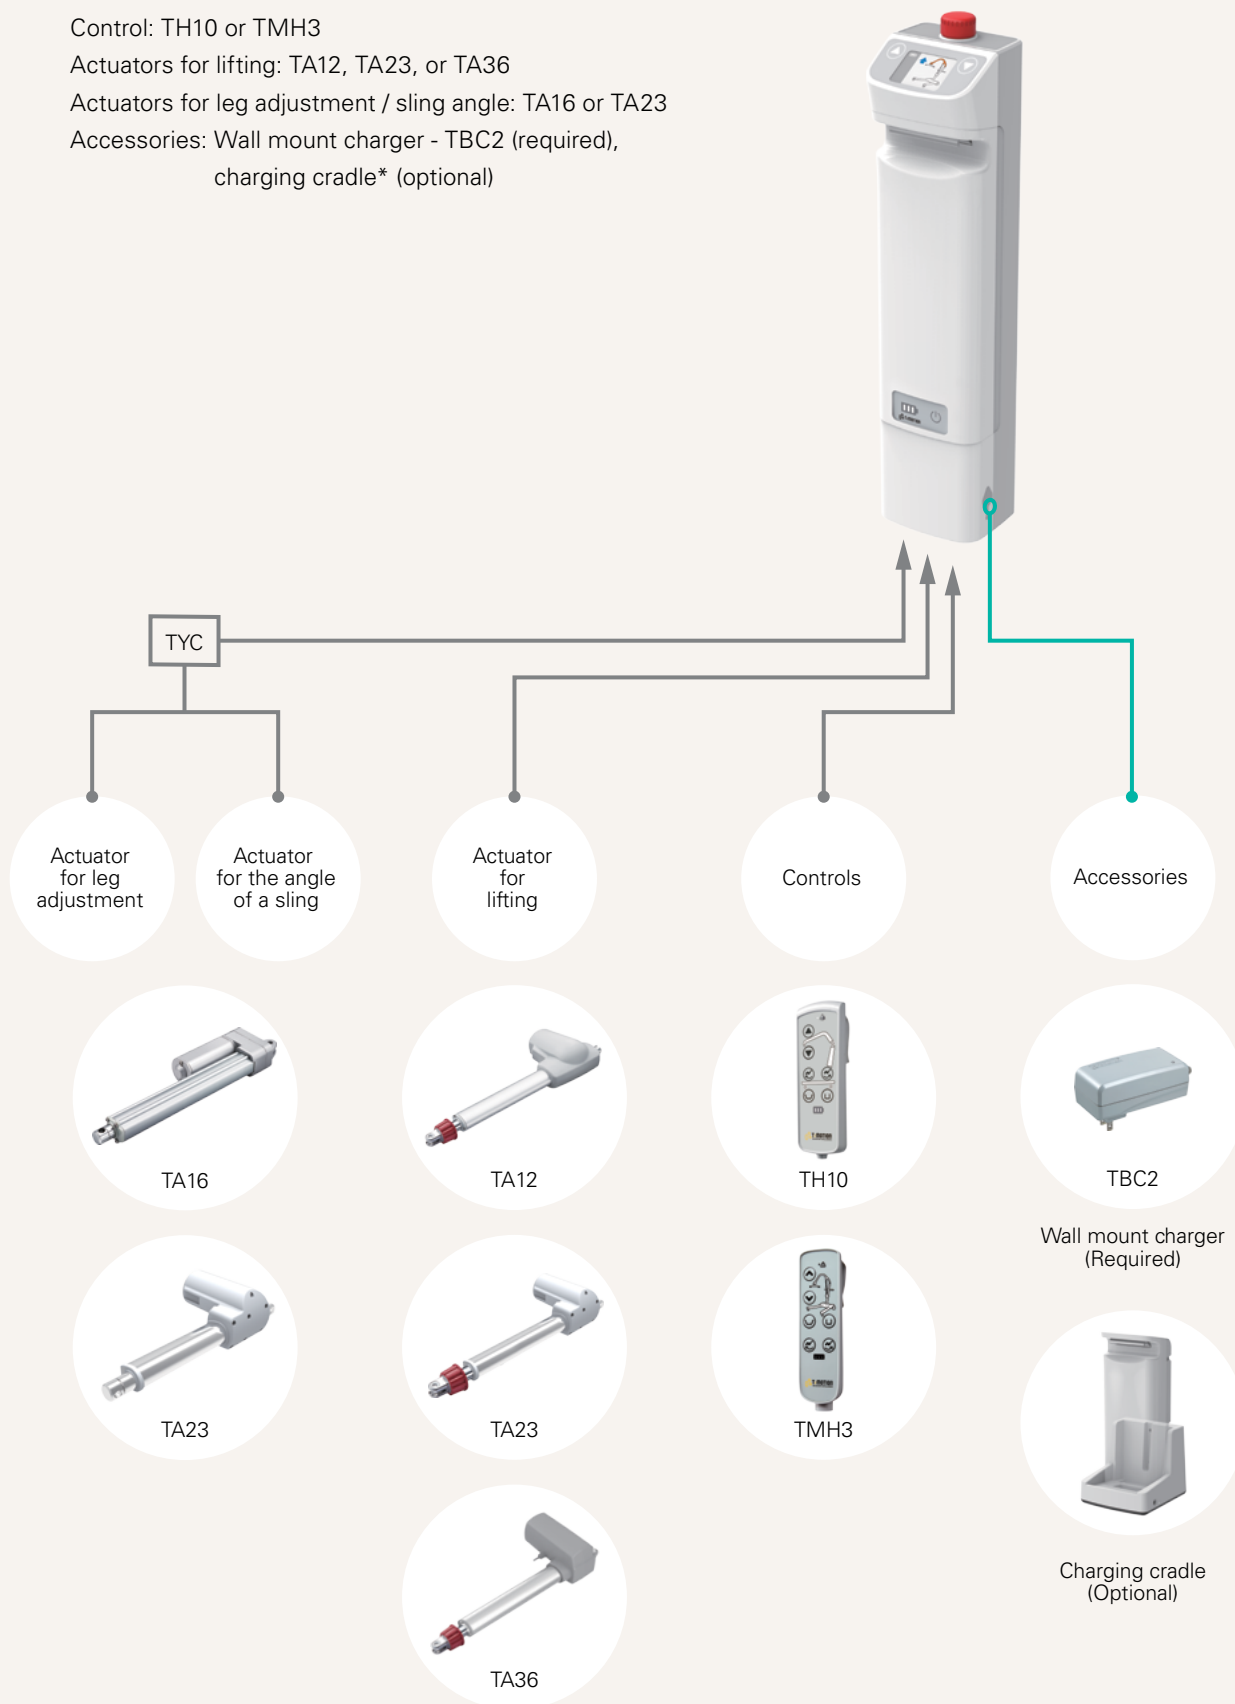 Control: TH10 or TMH3
Actuators for lifting: TA12, TA23, or TA36
Actuators for leg adjustment / sling angle: TA16 or TA23
Accessories: Wall mount charger - TBC2 (required),
charging cradle* (optional)
TYC
Actuator
for leg
adjustment
Actuator
for the angle
of a sling
Actuator
for
lifting
Controls
Accessories
TA16
TA12
TH10
TBC2
Wall mount charger
(Required)
TA23
TA23
T MOTION
TMH3
Charging cradle
(Optional)
TA36